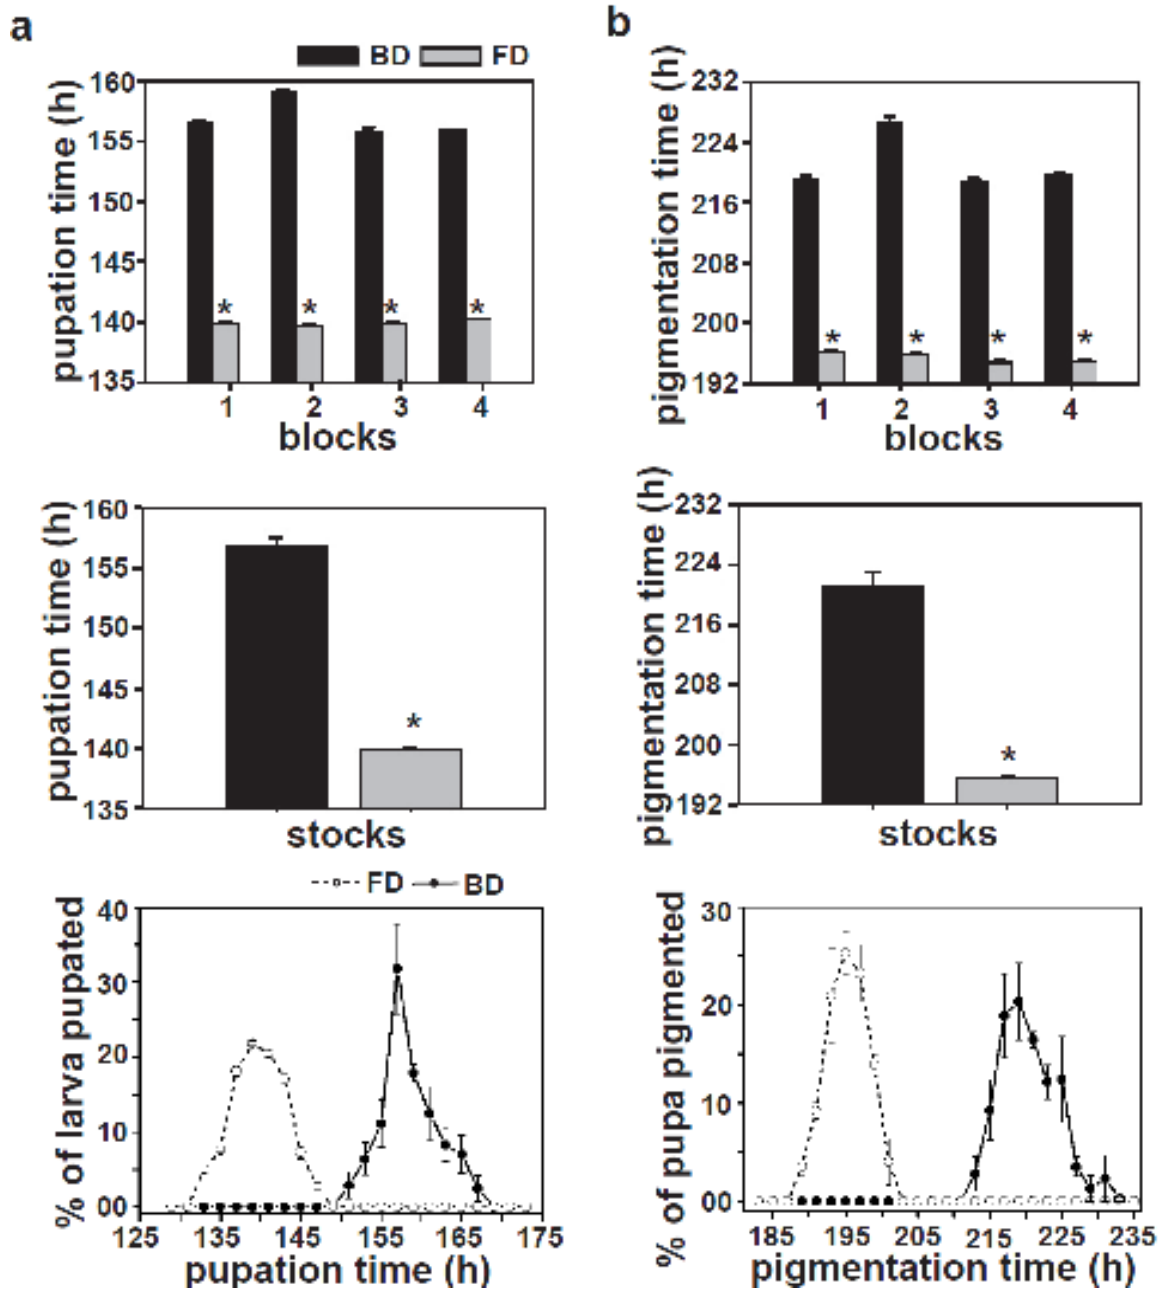 a
BD FD
pupation time (h)
160
155
150
145
140
135
* * * *
1 2 3 4
blocks
b
pigmentation time (h)
232
224
216
208
200
192
* * * *
1 2 3 4
blocks
pupation time (h)
160
155
150
145
140
135
*
stocks
pigmentation time (h)
232
224
216
208
200
192
*
stocks
FD BD
% of larva pupated
40
30
20
10
00
125 135 145 155 165 175
pupation time (h)
% of pupa pigmented
30
20
10
00
185 195 205 215 225 235
pigmentation time (h)